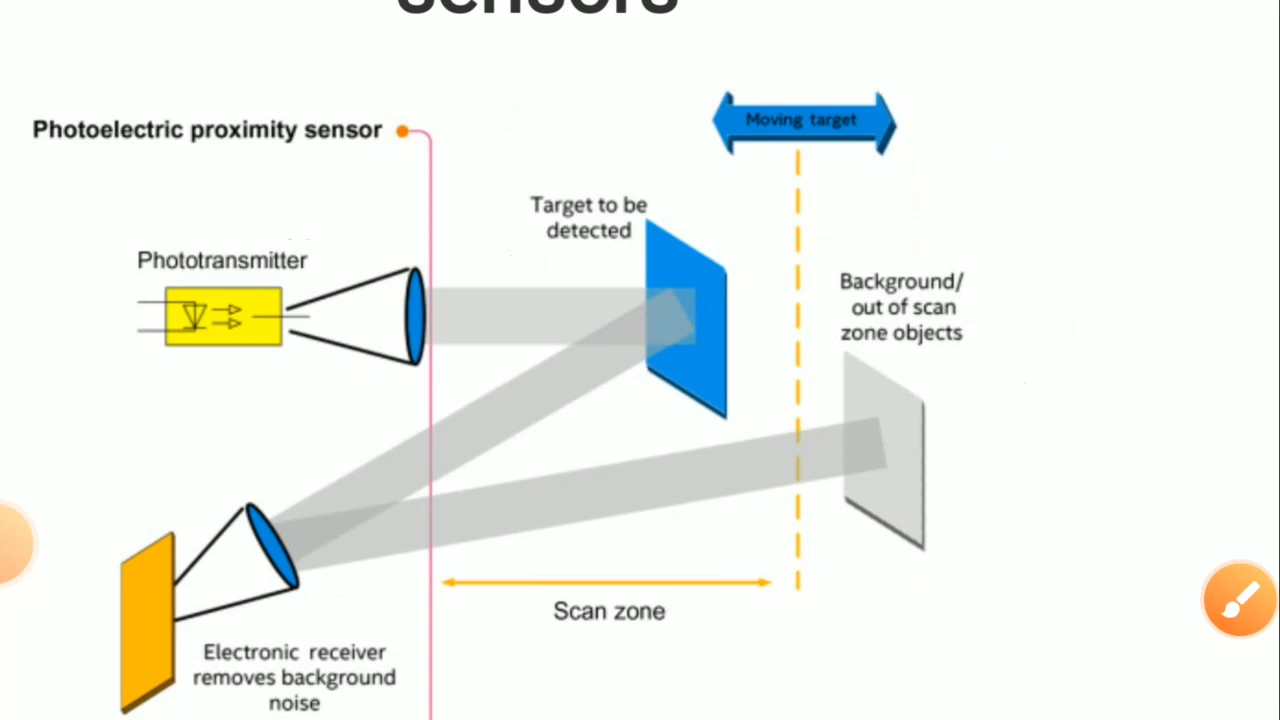 sensors
Photoelectric proximity sensor
Moving target
Target to be
detected
Phototransmitter
Background/
out of scan
zone objects
Scan zone
Electronic receiver
removes background
noise